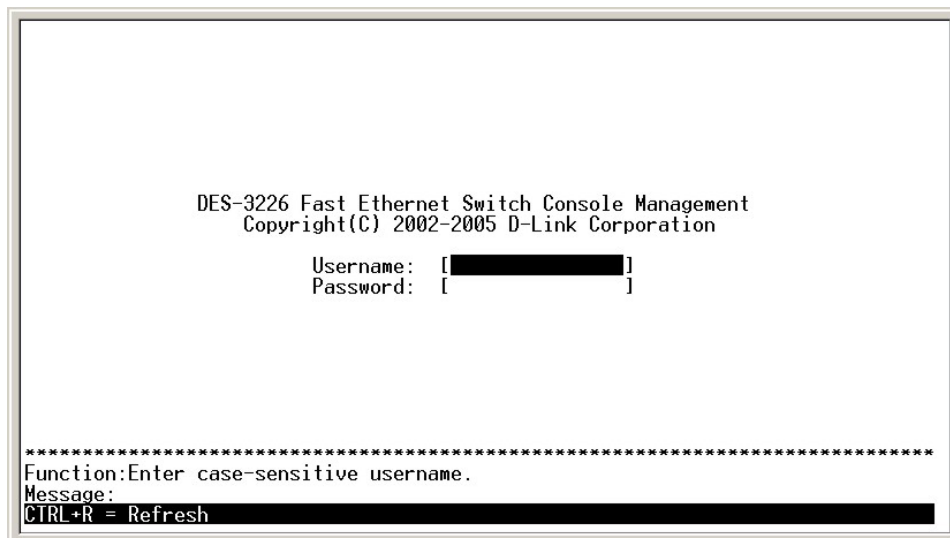 DES-3226 Fast Ethernet Switch Console Management
Copyright(C) 2002-2005 D-Link Corporation
Username: [ ]
Password: [ ]
********************************************************************************
Function:Enter case-sensitive username.
Message:
CTRL+R = Refresh